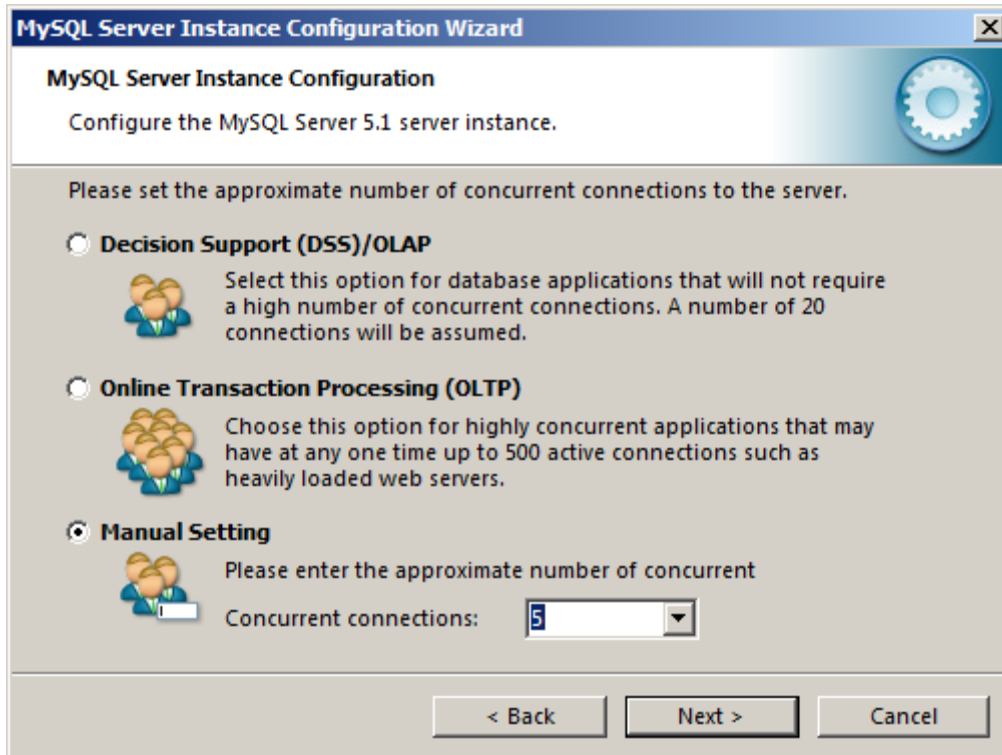 MySQL Server Instance Configuration Wizard
MySQL Server Instance Configuration
Configure the MySQL Server 5.1 server instance.
Please set the approximate number of concurrent connections to the server.
Decision Support (DSS)/OLAP
Select this option for database applications that will not require
a high number of concurrent connections. A number of 20
connections will be assumed.
Online Transaction Processing (OLTP)
Choose this option for highly concurrent applications that may
have at any one time up to 500 active connections such as
heavily loaded web servers.
Manual Setting
Please enter the approximate number of concurrent
Concurrent connections: 5
< Back Next > Cancel